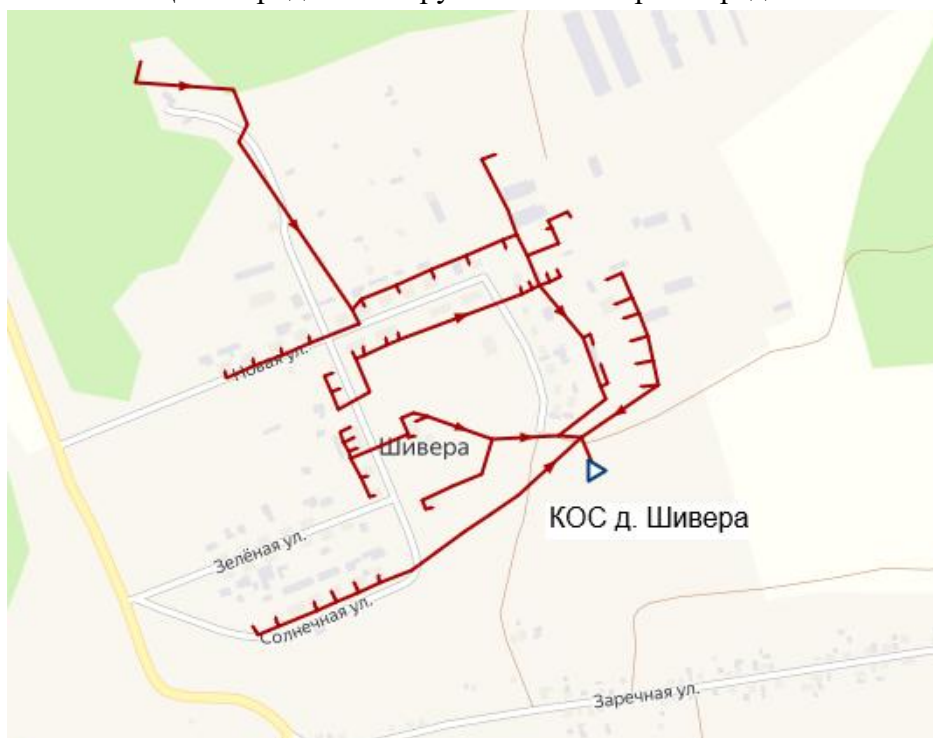 Новая ул.
Шивера
КОС д. Шивера
Зелёная ул.
Солнечная ул.
Заречная ул.